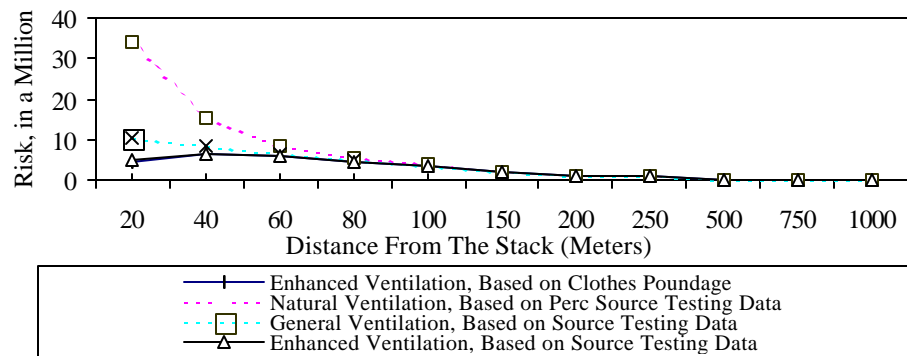 40
30
20
10
0
Risk, in a Million
20 40 60 80 100 150 200 250 500 750 1000
Distance From The Stack (Meters)
Enhanced Ventilation, Based on Clothes Poundage
Natural Ventilation, Based on Perc Source Testing Data
General Ventilation, Based on Source Testing Data
Enhanced Ventilation, Based on Source Testing Data